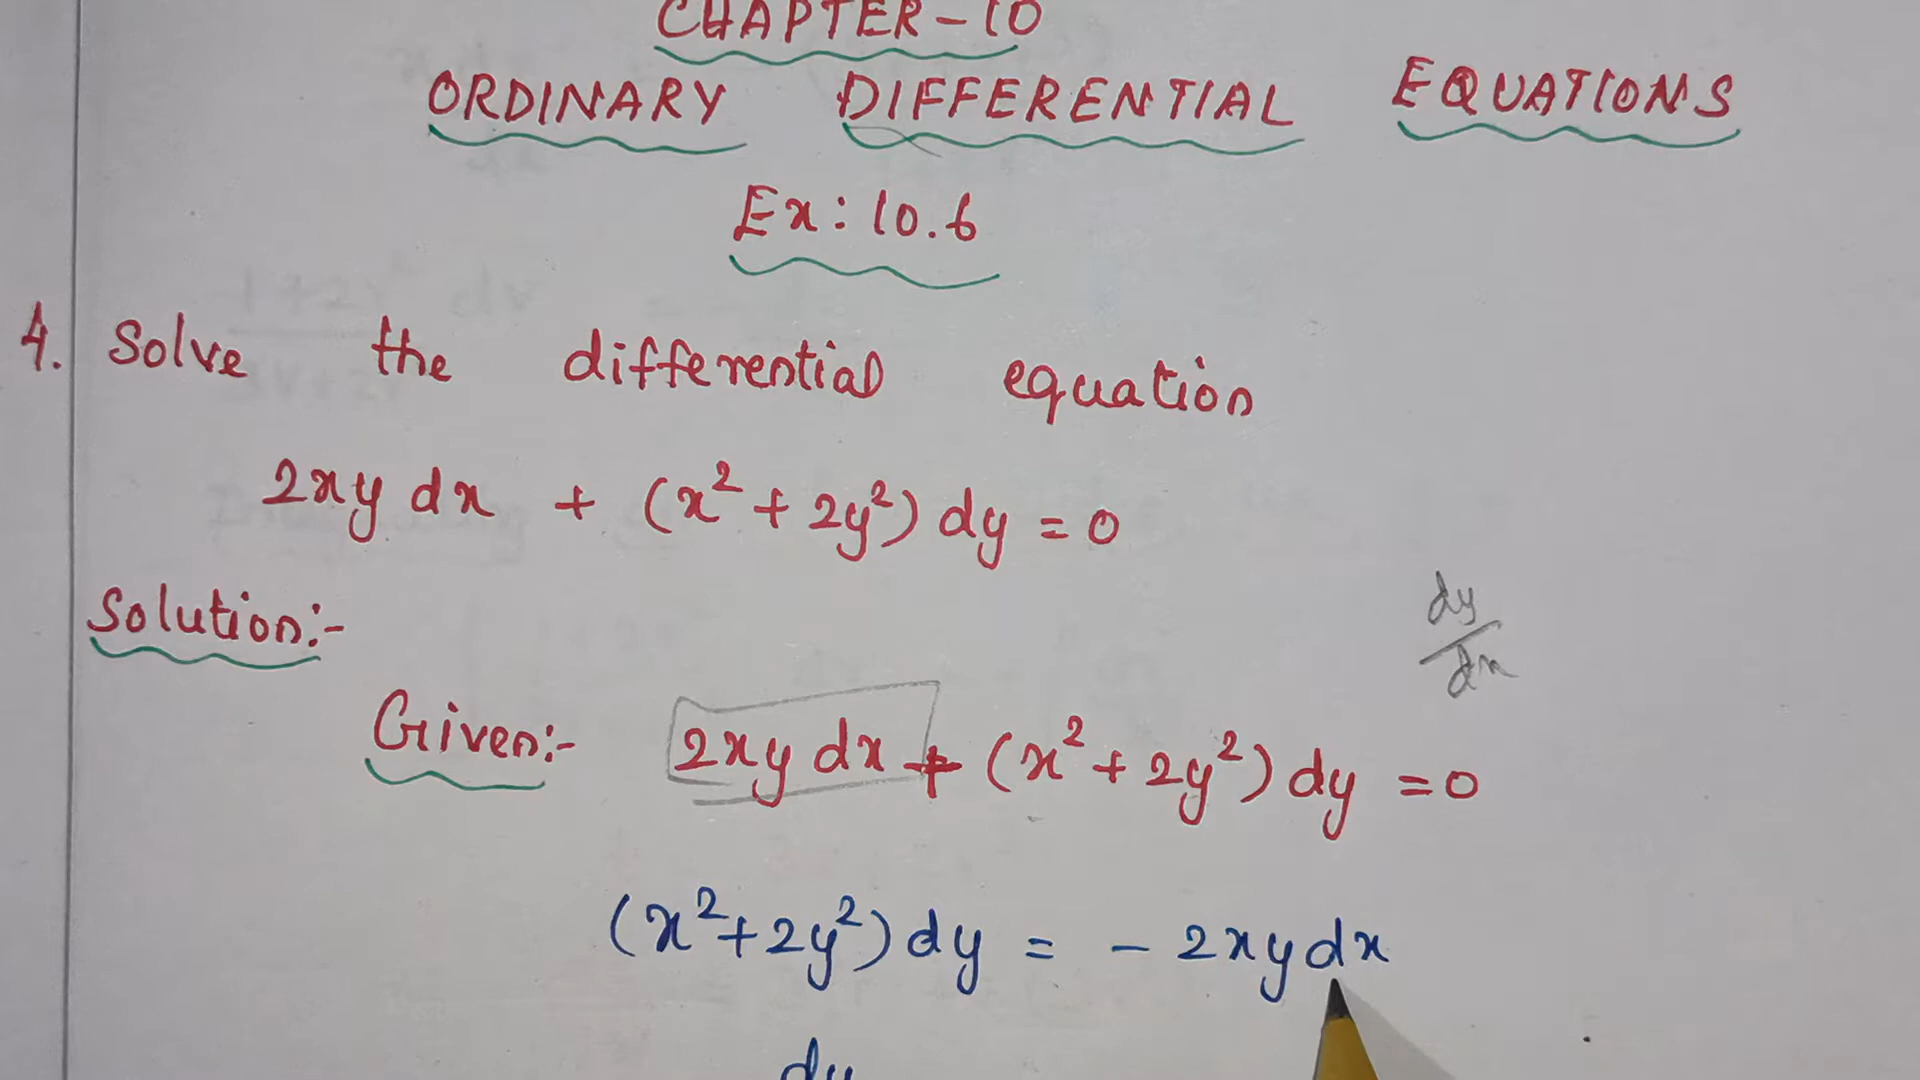 CHAPTER-10
ORDINARY DIFFERENTIAL EQUATIONS
Ex: 10.6
4. Solve the differential equation
2xy dx + (x² + 2y²) dy = 0
Solution:-
dy/dx
Given:- 2xy dx + (x² + 2y²) dy = 0
(x² + 2y²) dy = - 2xy dx
dy